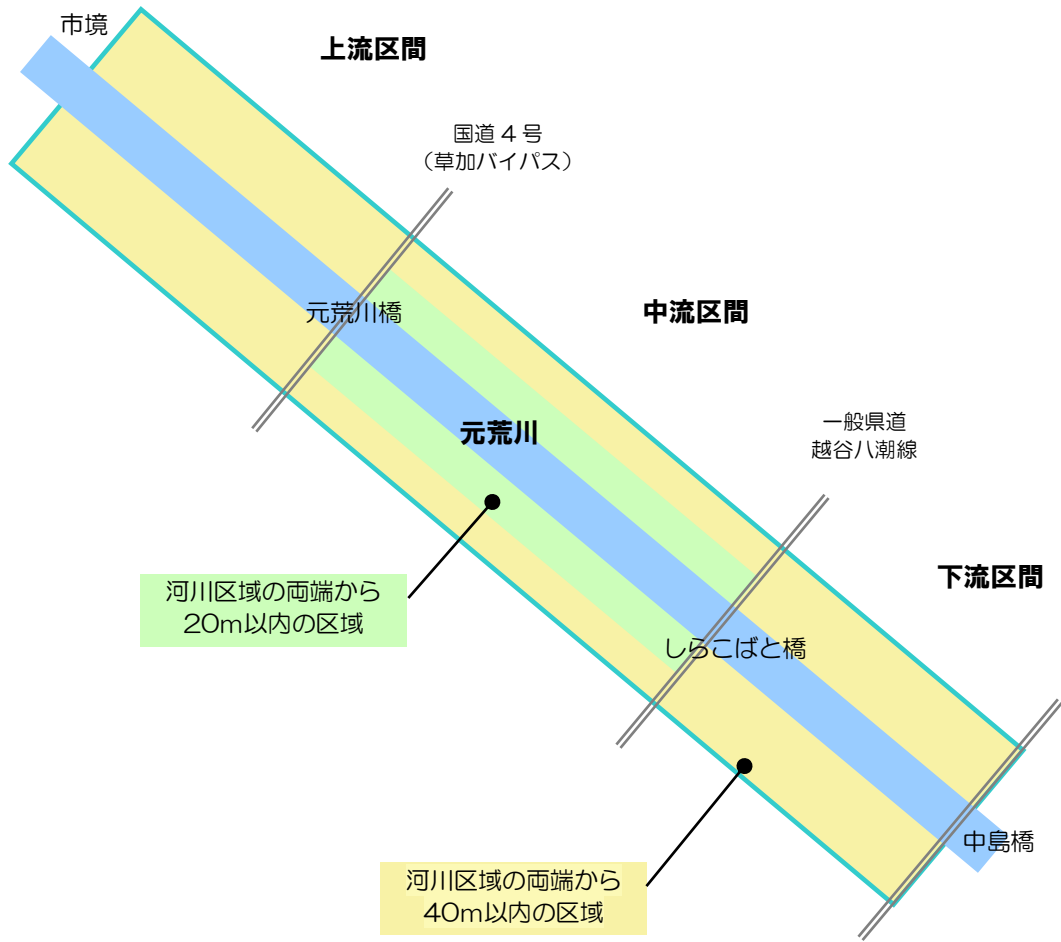 市境
上流区間
国道4号
（草加バイパス）
元荒川橋
中流区間
元荒川
一般県道
越谷八潮線
下流区間
河川区域の両端から
20m以内の区域
しらこばと橋
中島橋
河川区域の両端から
40m以内の区域